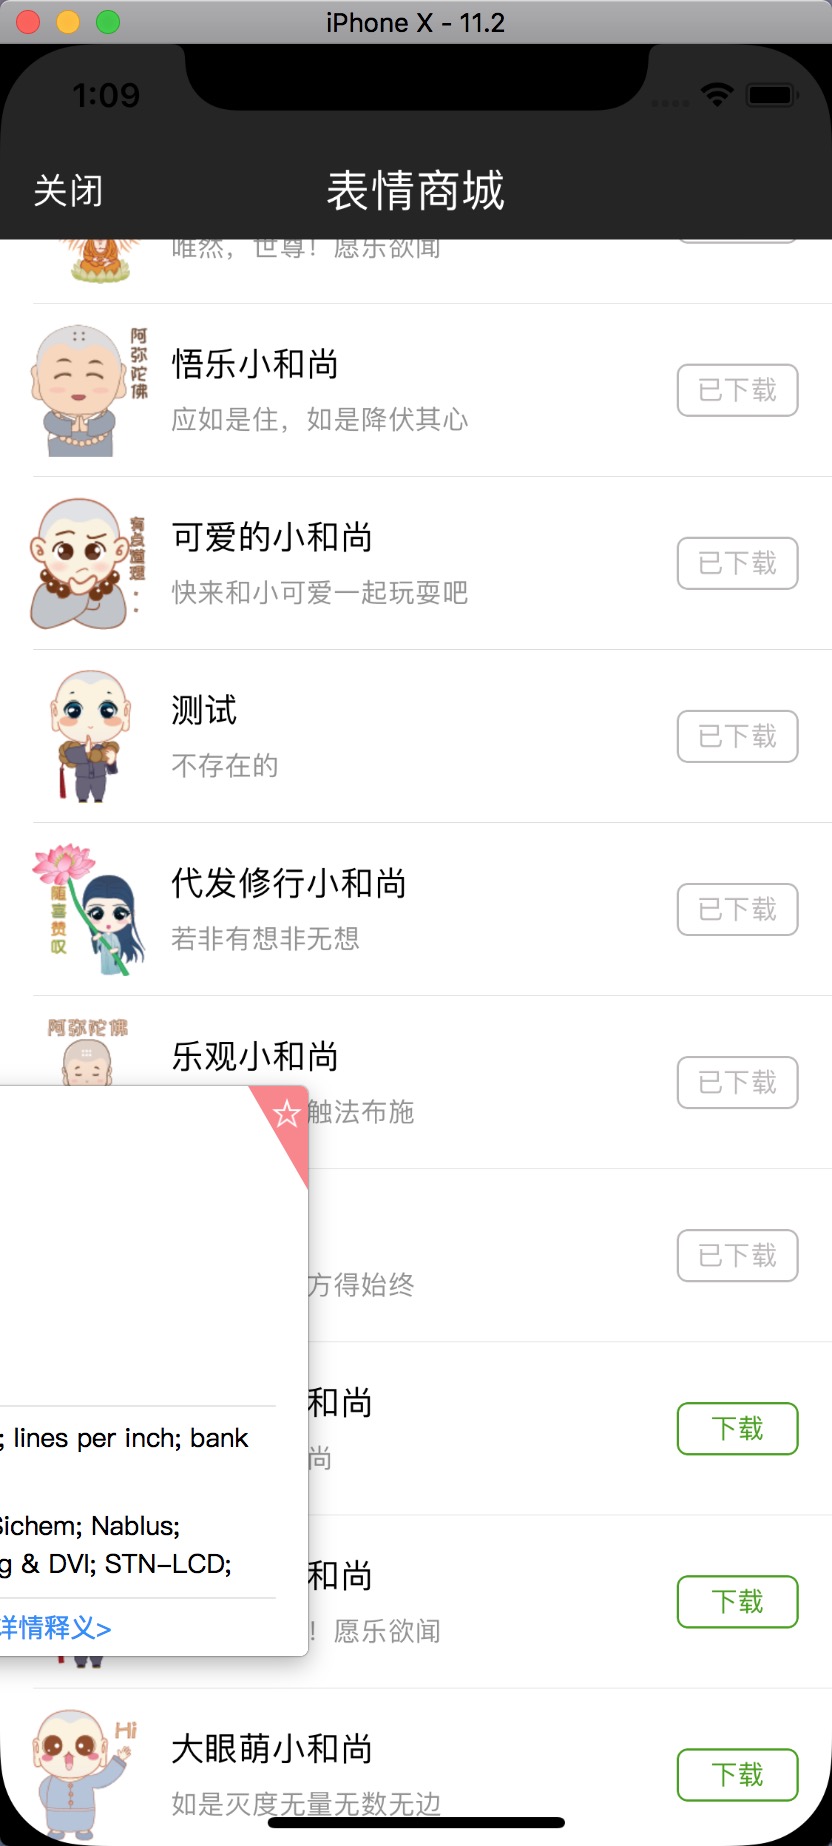 iPhone X - 11.2
1:09
关闭
表情商城
唯然，世尊！愿乐欲闻
阿弥陀佛
悟乐小和尚
应如是住，如是降伏其心
已下载
可爱的小和尚
快来和小可爱一起玩耍吧
已下载
测试
不存在的
已下载
随喜赞叹
代发修行小和尚
若非有想非无想
已下载
阿弥陀佛
乐观小和尚
触法布施
已下载
方得始终
已下载
和尚
; lines per inch; bank
尚
下载
Sichem; Nablus;
g & DVI; STN-LCD;
和尚
下载
详情释义>
！愿乐欲闻
Hi
大眼萌小和尚
如是灭度无量无数无边
下载